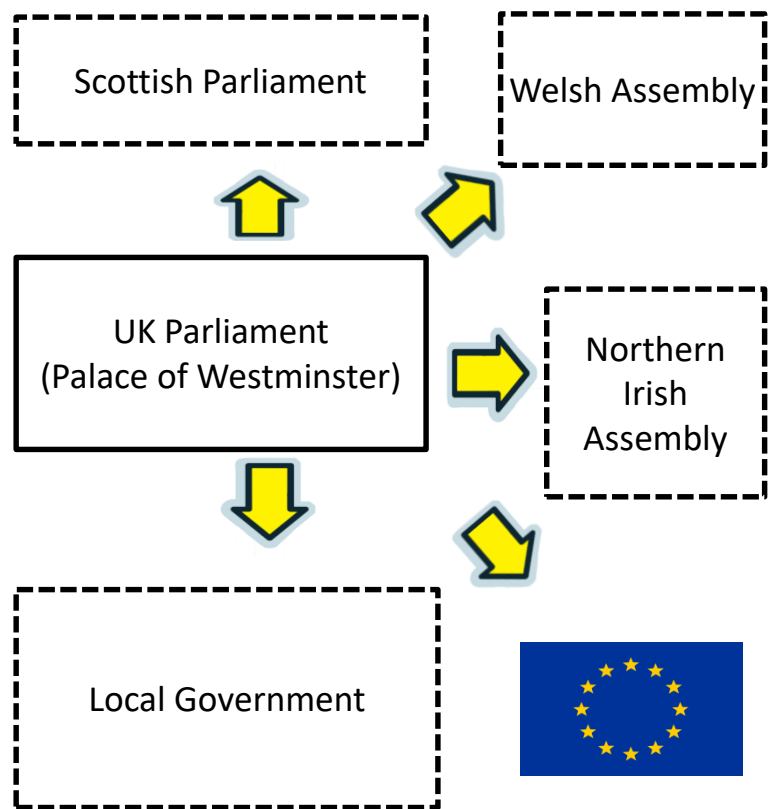 Scottish Parliament
Welsh Assembly
UK Parliament
(Palace of Westminster)
Northern
Irish
Assembly
Local Government